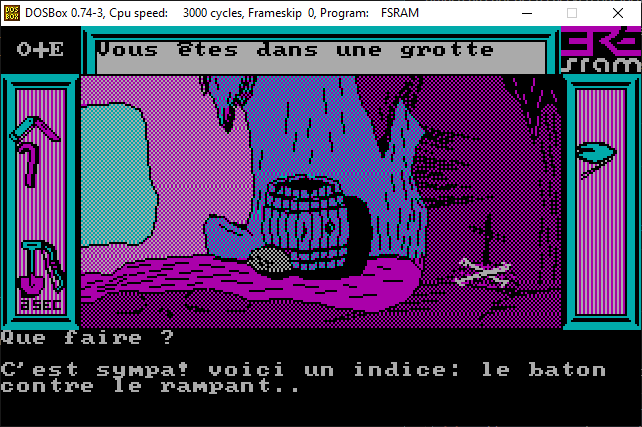 DOSBox 0.74-3, Cpu speed: 3000 cycles, Frameskip 0, Program: FSRAM
O+E
Vous êtes dans une grotte
ERE
sram
Que faire ?
C'est sympa! voici un indice: le baton
contre le rampant..